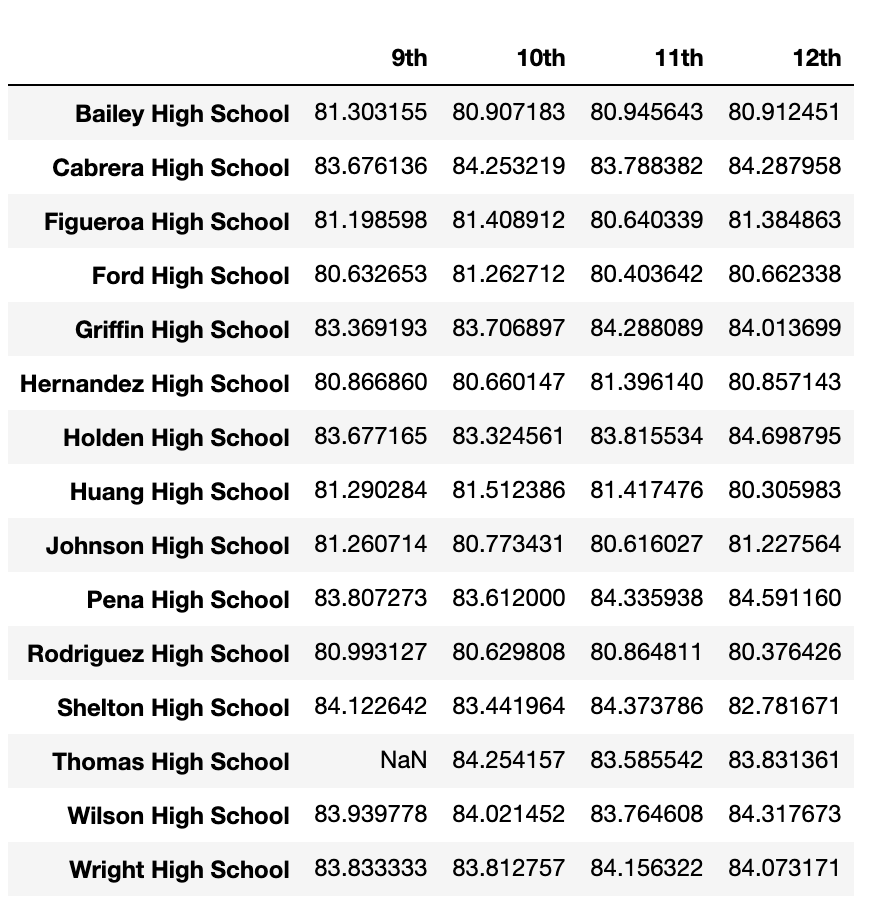 9th 10th 11th 12th
Bailey High School 81.303155 80.907183 80.945643 80.912451
Cabrera High School 83.676136 84.253219 83.788382 84.287958
Figueroa High School 81.198598 81.408912 80.640339 81.384863
Ford High School 80.632653 81.262712 80.403642 80.662338
Griffin High School 83.369193 83.706897 84.288089 84.013699
Hernandez High School 80.866860 80.660147 81.396140 80.857143
Holden High School 83.677165 83.324561 83.815534 84.698795
Huang High School 81.290284 81.512386 81.417476 80.305983
Johnson High School 81.260714 80.773431 80.616027 81.227564
Pena High School 83.807273 83.612000 84.335938 84.591160
Rodriguez High School 80.993127 80.629808 80.864811 80.376426
Shelton High School 84.122642 83.441964 84.373786 82.781671
Thomas High School NaN 84.254157 83.585542 83.831361
Wilson High School 83.939778 84.021452 83.764608 84.317673
Wright High School 83.833333 83.812757 84.156322 84.073171